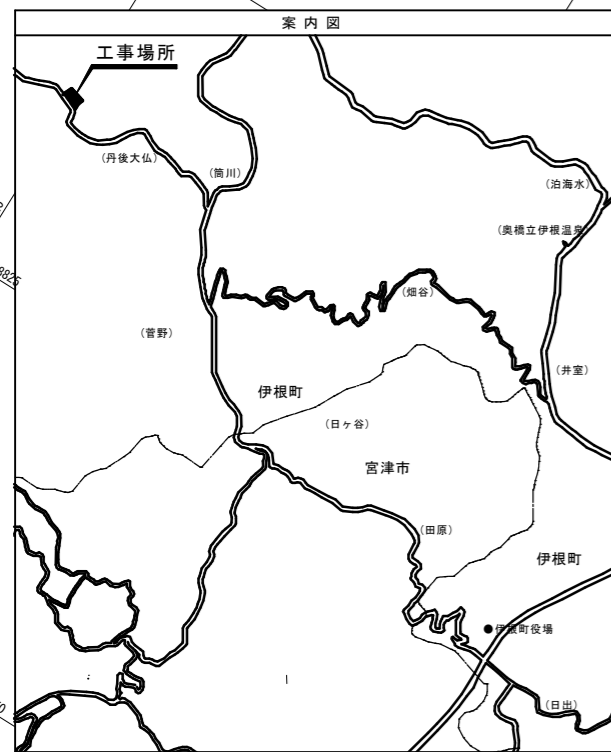 案内図
工事場所
(丹後大仏)
(筒川)
(泊海水)
(奥橋立伊根温泉
(畑谷)
(菅野)
(井室)
伊根町
(日ヶ谷)
宮津市
(田原)
伊根町
●伊根町役場
(日出)